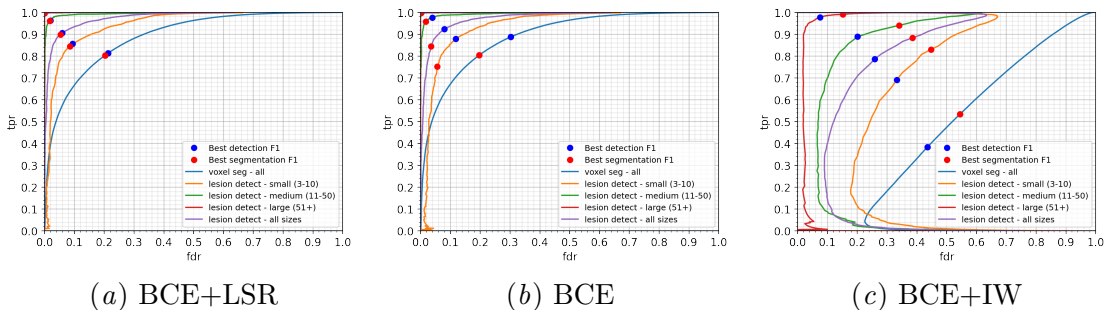 1.0
0.9
0.8
0.7
0.6
0.5
0.4
0.3
0.2
0.1
0.0
tpr
Best detection F1
Best segmentation F1
voxel seg - all
lesion detect - small (3-10)
lesion detect - medium (11-50)
lesion detect - large (51+)
lesion detect - all sizes
0.0 0.1 0.2 0.3 0.4 0.5 0.6 0.7 0.8 0.9 1.0
fdr
(a) BCE+LSR
1.0
0.9
0.8
0.7
0.6
0.5
0.4
0.3
0.2
0.1
0.0
tpr
Best detection F1
Best segmentation F1
voxel seg - all
lesion detect - small (3-10)
lesion detect - medium (11-50)
lesion detect - large (51+)
lesion detect - all sizes
0.0 0.1 0.2 0.3 0.4 0.5 0.6 0.7 0.8 0.9 1.0
fdr
(b) BCE
1.0
0.9
0.8
0.7
0.6
0.5
0.4
0.3
0.2
0.1
0.0
tpr
Best detection F1
Best segmentation F1
voxel seg - all
lesion detect - small (3-10)
lesion detect - medium (11-50)
lesion detect - large (51+)
lesion detect - all sizes
0.0 0.1 0.2 0.3 0.4 0.5 0.6 0.7 0.8 0.9 1.0
fdr
(c) BCE+IW